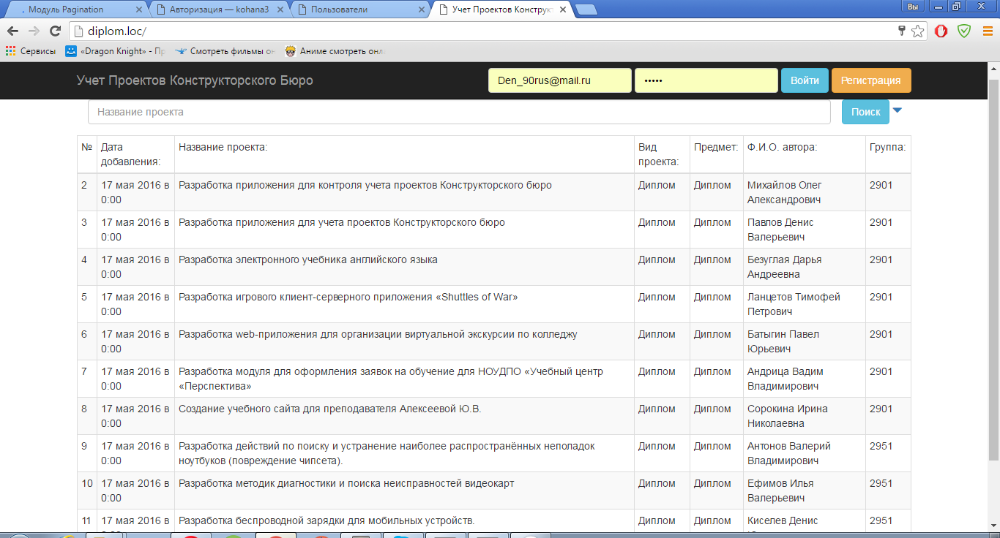 Модуль Pagination
Авторизация — kohana3
Пользователи
Учет Проектов Конструкт
Вы
diplom.loc/
Сервисы
«Dragon Knight» - Пр
Смотреть фильмы он
Аниме смотреть онл
Учет Проектов Конструкторского Бюро
Den_90rus@mail.ru
•••••
Войти
Регистрация
Название проекта
Поиск
№ Дата Название проекта: Вид Предмет: Ф.И.О. автора: Группа:
добавления: проекта:
2 17 мая 2016 в Разработка приложения для контроля учета проектов Конструкторского бюро Диплом Диплом Михайлов Олег 2901
0:00 Александрович
3 17 мая 2016 в Разработка приложения для учета проектов Конструкторского бюро Диплом Диплом Павлов Денис 2901
0:00 Валерьевич
4 17 мая 2016 в Разработка электронного учебника английского языка Диплом Диплом Безуглая Дарья 2901
0:00 Андреевна
5 17 мая 2016 в Разработка игрового клиент-серверного приложения «Shuttles of War» Диплом Диплом Ланцетов Тимофей 2901
0:00 Петрович
6 17 мая 2016 в Разработка web-приложения для организации виртуальной экскурсии по колледжу Диплом Диплом Батыгин Павел 2901
0:00 Юрьевич
7 17 мая 2016 в Разработка модуля для оформления заявок на обучение для НОУДПО «Учебный центр Диплом Диплом Андрица Вадим 2901
0:00 «Перспектива» Владимирович
8 17 мая 2016 в Создание учебного сайта для преподавателя Алексеевой Ю.В. Диплом Диплом Сорокина Ирина 2901
0:00 Николаевна
9 17 мая 2016 в Разработка действий по поиску и устранение наиболее распространённых неполадок Диплом Диплом Антонов Валерий 2951
0:00 ноутбуков (повреждение чипсета). Владимирович
10 17 мая 2016 в Разработка методик диагностики и поиска неисправностей видеокарт Диплом Диплом Ефимов Илья 2951
0:00 Валерьевич
11 17 мая 2016 в Разработка беспроводной зарядки для мобильных устройств. Диплом Диплом Киселев Денис 2951